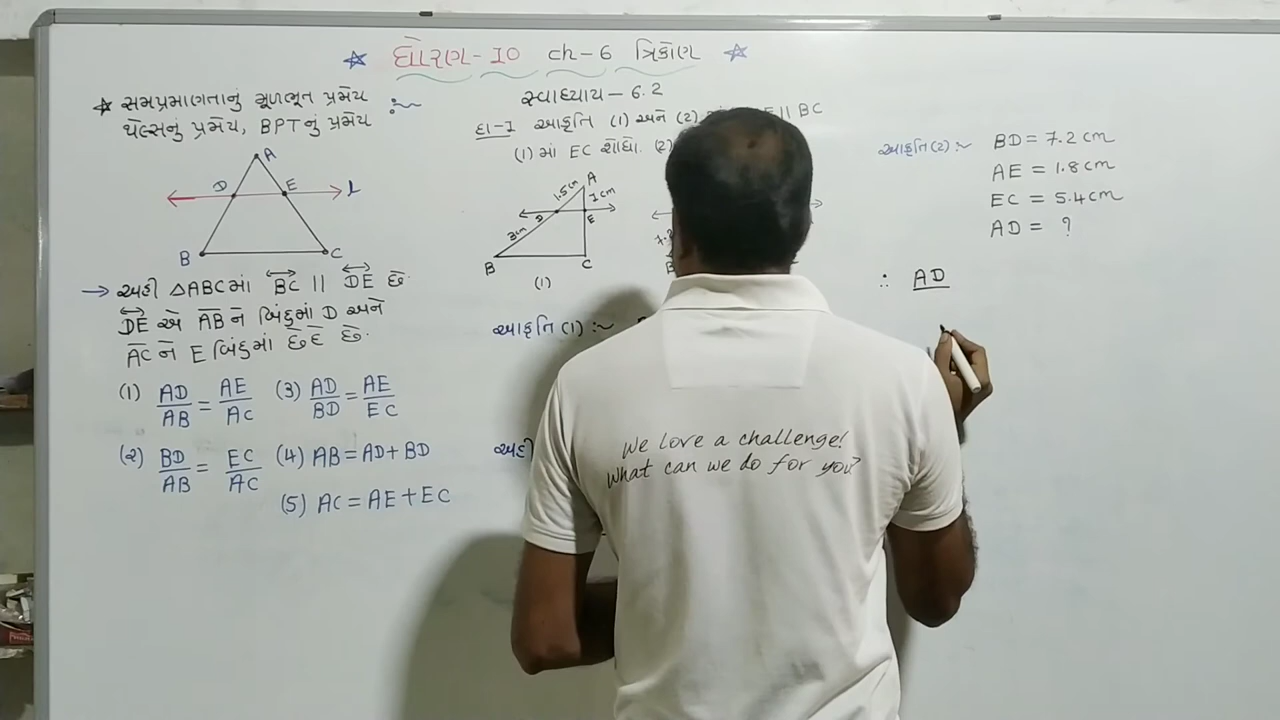 ધોરણ-10 ch-6 ત્રિકોણ
સમપ્રમાણતાનું મૂળભૂત પ્રમેય :~
થેલ્સનું પ્રમેય, BPT નું પ્રમેય
A
D E l
B C
→ અહીં △ABC માં BC || DE છે
DE એ AB ને બિંદુમાં D અને
AC ને E બિંદુમાં છેદે છે.
(1) AD/AB = AE/AC (3) AD/BD = AE/EC
(2) BD/AB = EC/AC (4) AB = AD + BD
(5) AC = AE + EC
સ્વાધ્યાય - 6.2
દા-1 આકૃતિ (1) અને (2) || BC
(1) માં EC શોધો. (2)
1.5cm A 1cm
D E
3cm
B C
(1)
આકૃતિ (1) :~
અહીં
આકૃતિ (2) :~ BD = 7.2 cm
AE = 1.8 cm
EC = 5.4 cm
AD = ?
∴ AD
We love a challenge!
What can we do for you?